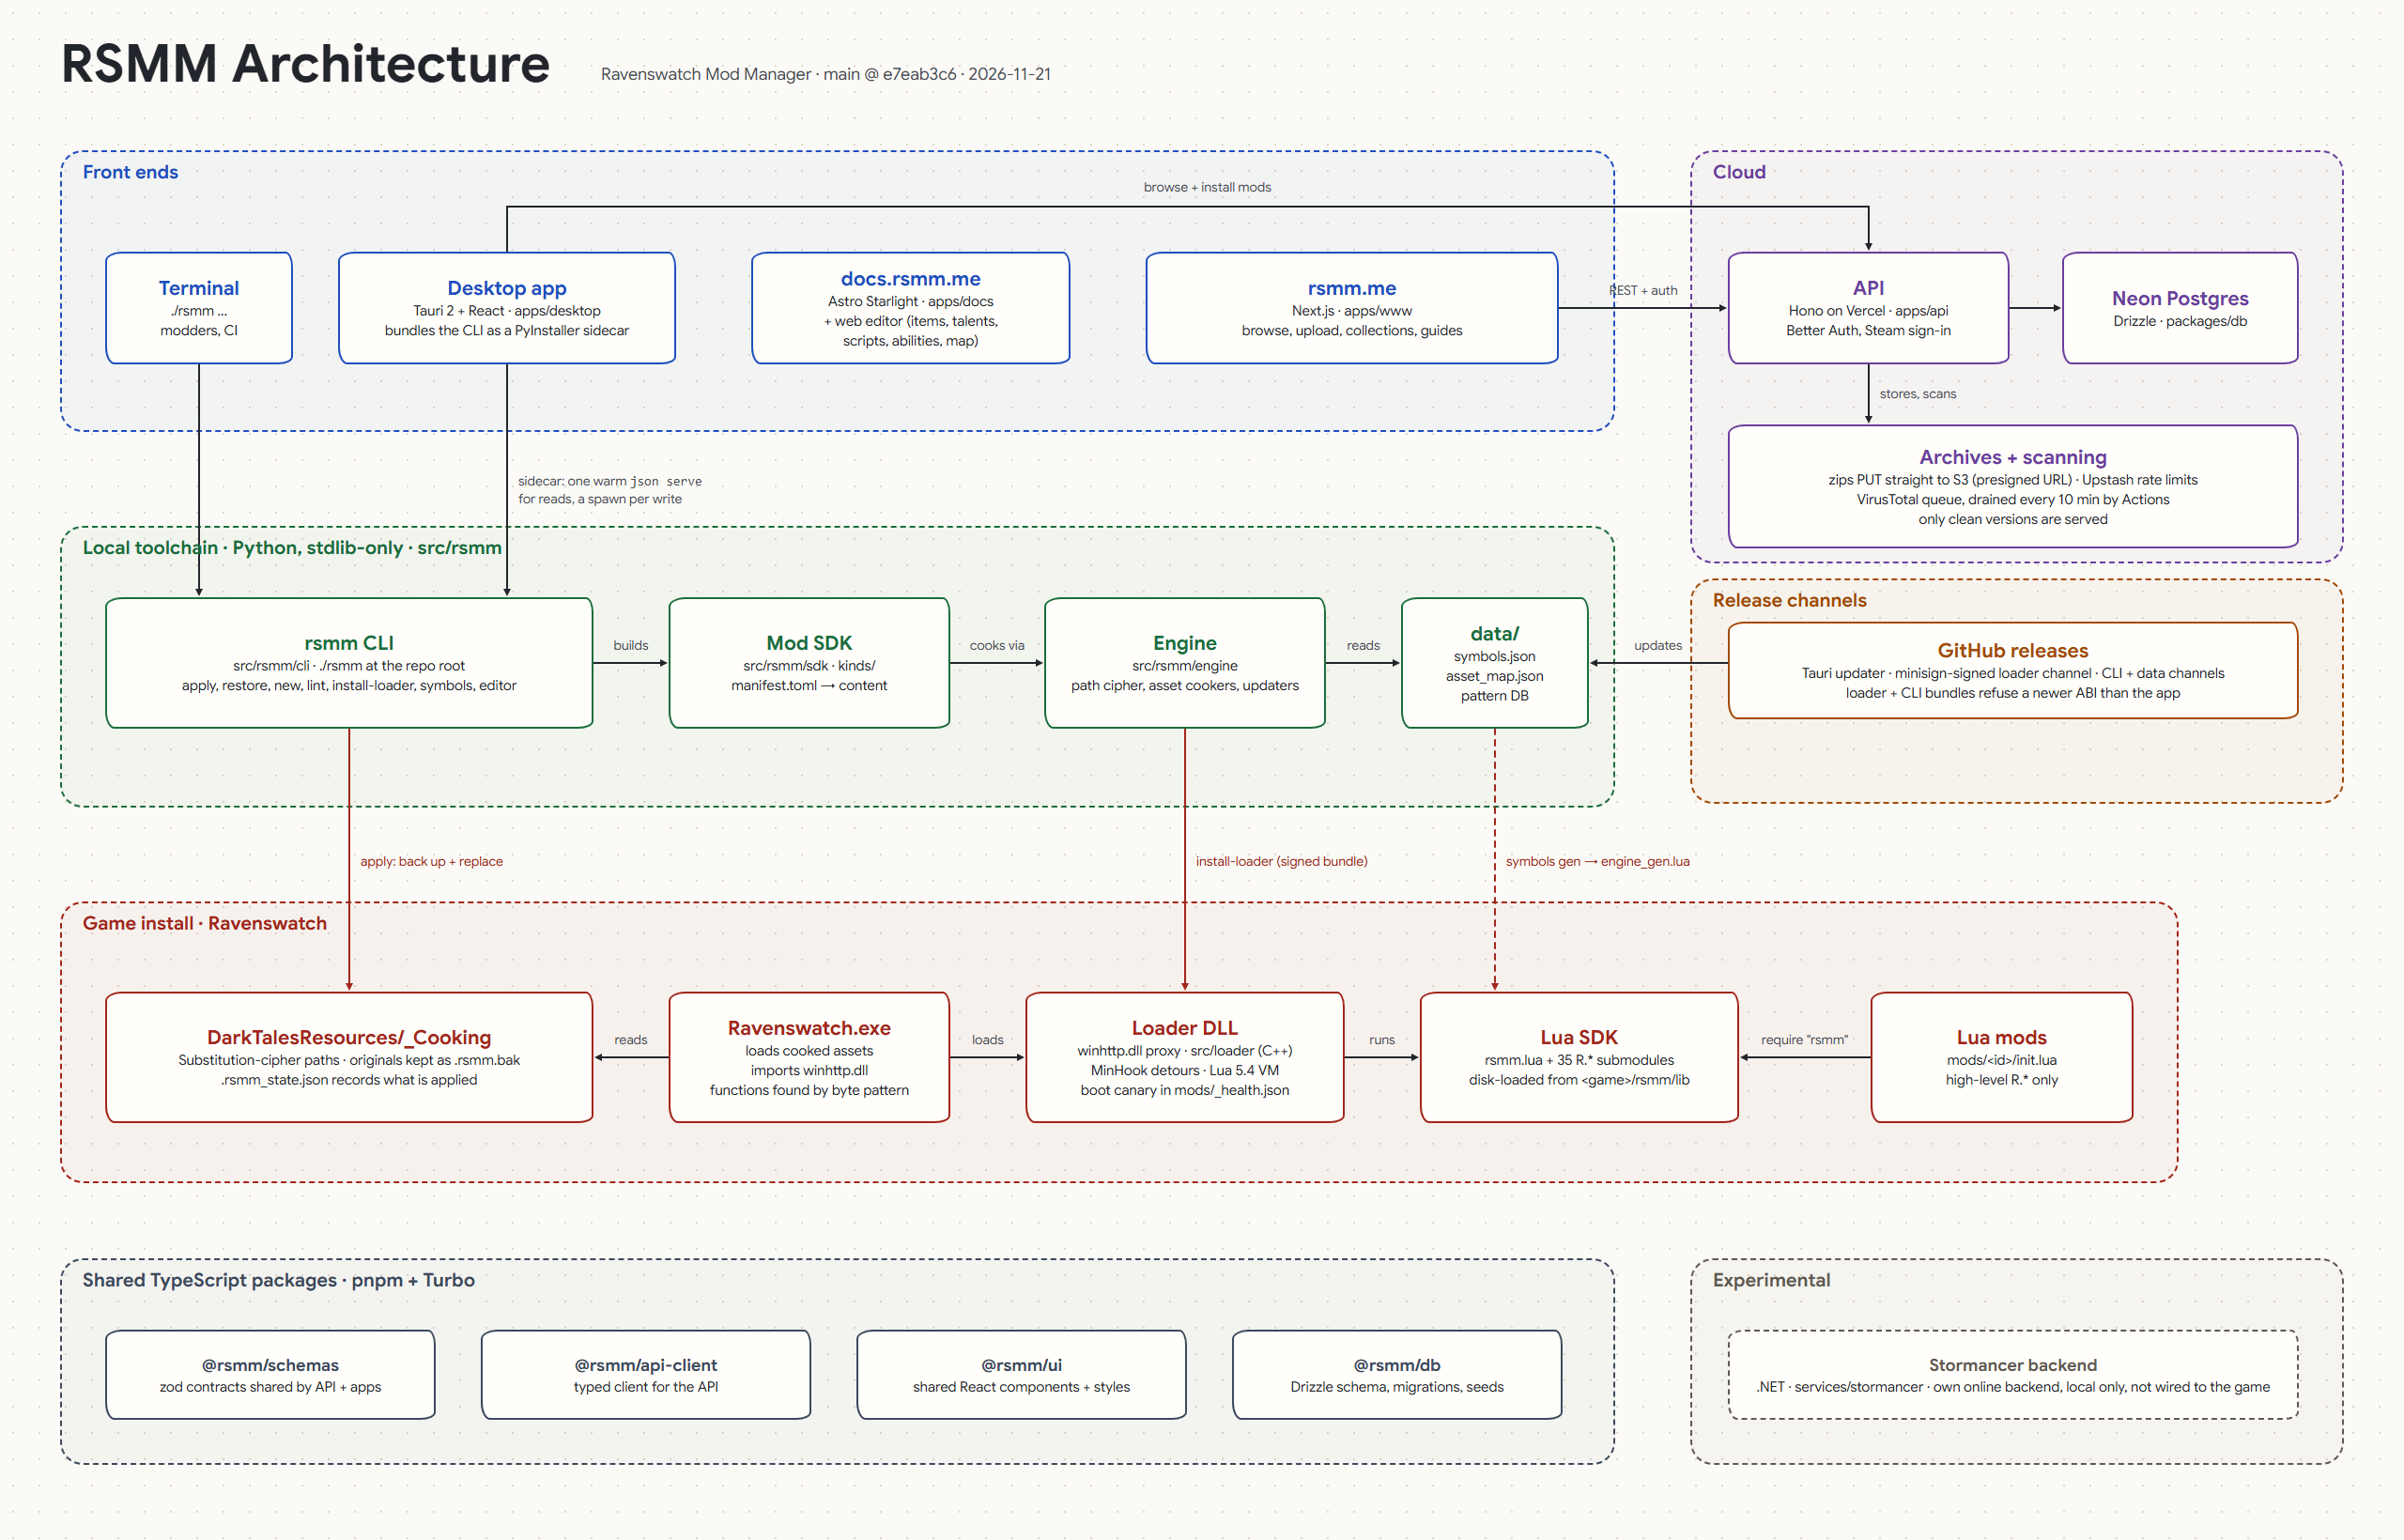 RSMM Architecture
Ravenswatch Mod Manager · main @ e7eab3c6 · 2026-11-21
Front ends
browse + install mods
Terminal
./rsmm ...
modders, CI
Desktop app
Tauri 2 + React · apps/desktop
bundles the CLI as a PyInstaller sidecar
docs.rsmm.me
Astro Starlight · apps/docs
+ web editor (items, talents,
scripts, abilities, map)
rsmm.me
Next.js · apps/www
browse, upload, collections, guides
REST + auth
Cloud
API
Hono on Vercel · apps/api
Better Auth, Steam sign-in
Neon Postgres
Drizzle · packages/db
stores, scans
Archives + scanning
zips PUT straight to S3 (presigned URL) · Upstash rate limits
VirusTotal queue, drained every 10 min by Actions
only clean versions are served
sidecar: one warm json serve
for reads, a spawn per write
Local toolchain · Python, stdlib-only · src/rsmm
rsmm CLI
src/rsmm/cli · ./rsmm at the repo root
apply, restore, new, lint, install-loader, symbols, editor
builds
Mod SDK
src/rsmm/sdk · kinds/
manifest.toml → content
cooks via
Engine
src/rsmm/engine
path cipher, asset cookers, updaters
reads
data/
symbols.json
asset_map.json
pattern DB
updates
Release channels
GitHub releases
Tauri updater · minisign-signed loader channel · CLI + data channels
loader + CLI bundles refuse a newer ABI than the app
apply: back up + replace
install-loader (signed bundle)
symbols gen → engine_gen.lua
Game install · Ravenswatch
DarkTalesResources/_Cooking
Substitution-cipher paths · originals kept as .rsmm.bak
.rsmm_state.json records what is applied
reads
Ravenswatch.exe
loads cooked assets
imports winhttp.dll
functions found by byte pattern
loads
Loader DLL
winhttp.dll proxy · src/loader (C++)
MinHook detours · Lua 5.4 VM
boot canary in mods/_health.json
runs
Lua SDK
rsmm.lua + 35 R.* submodules
disk-loaded from <game>/rsmm/lib
require "rsmm"
Lua mods
mods/<id>/init.lua
high-level R.* only
Shared TypeScript packages · pnpm + Turbo
@rsmm/schemas
zod contracts shared by API + apps
@rsmm/api-client
typed client for the API
@rsmm/ui
shared React components + styles
@rsmm/db
Drizzle schema, migrations, seeds
Experimental
Stormancer backend
.NET · services/stormancer · own online backend, local only, not wired to the game